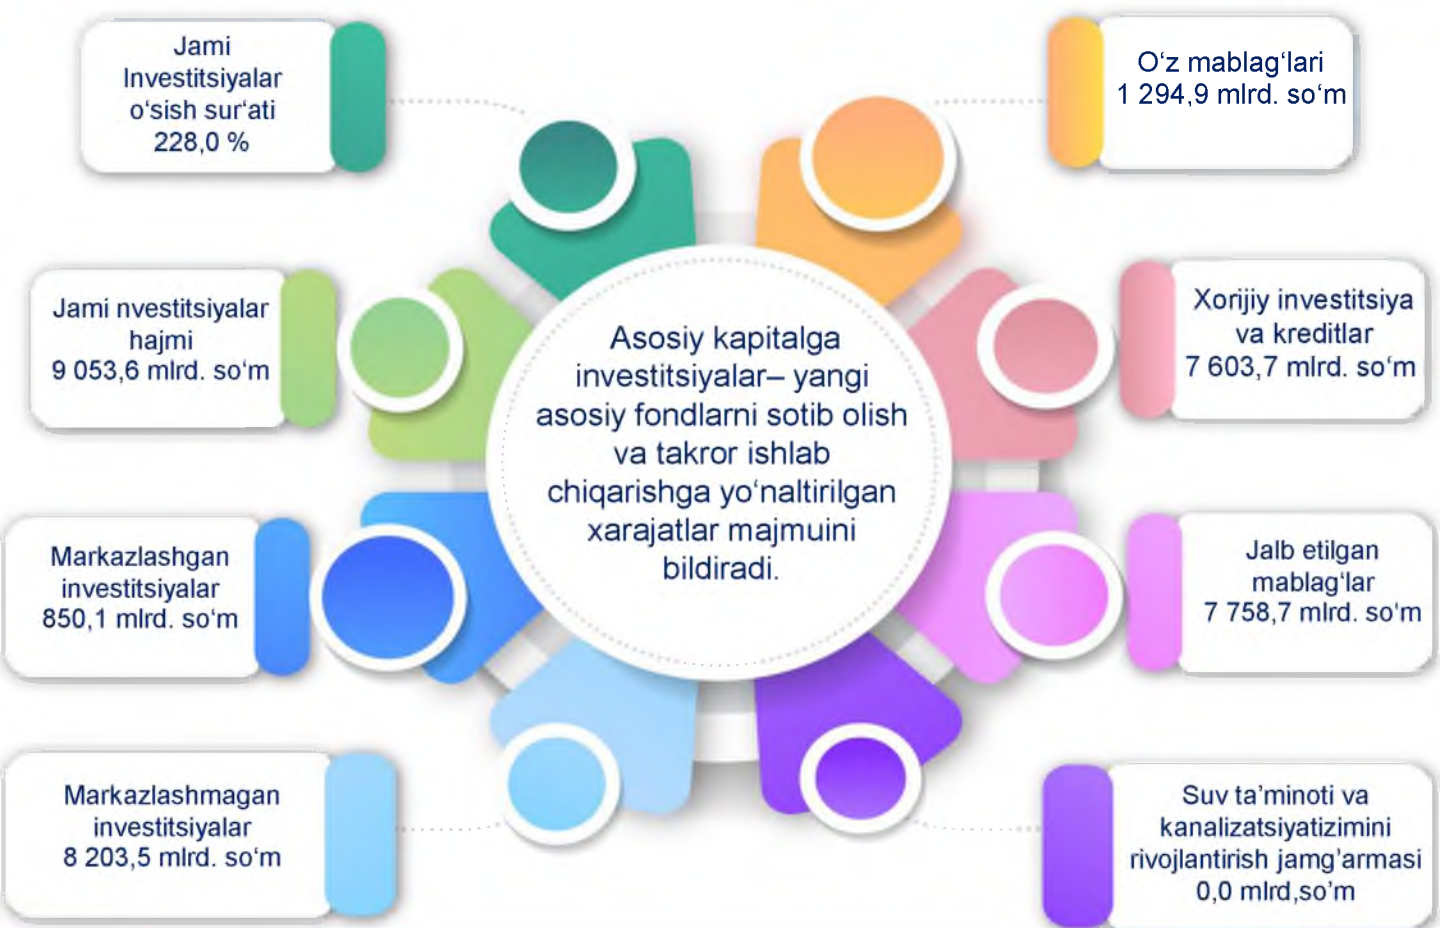 Jami
Investitsiyalar
o‘sish sur‘ati
228,0 %
Jami nvestitsiyalar
hajmi
9 053,6 mlrd. so‘m
Markazlashgan
investitsiyalar
850,1 mlrd. so‘m
Markazlashmagan
investitsiyalar
8 203,5 mlrd. so‘m
Asosiy kapitalga
investitsiyalar– yangi
asosiy fondlarni sotib olish
va takror ishlab
chiqarishga yo‘naltirilgan
xarajatlar majmuini
bildiradi.
O‘z mablag‘lari
1 294,9 mlrd. so‘m
Xorijiy investitsiya
va kreditlar
7 603,7 mlrd. so‘m
Jalb etilgan
mablag‘lar
7 758,7 mlrd. so‘m
Suv ta’minoti va
kanalizatsiyatizimini
rivojlantirish jamg’armasi
0,0 mlrd,so’m